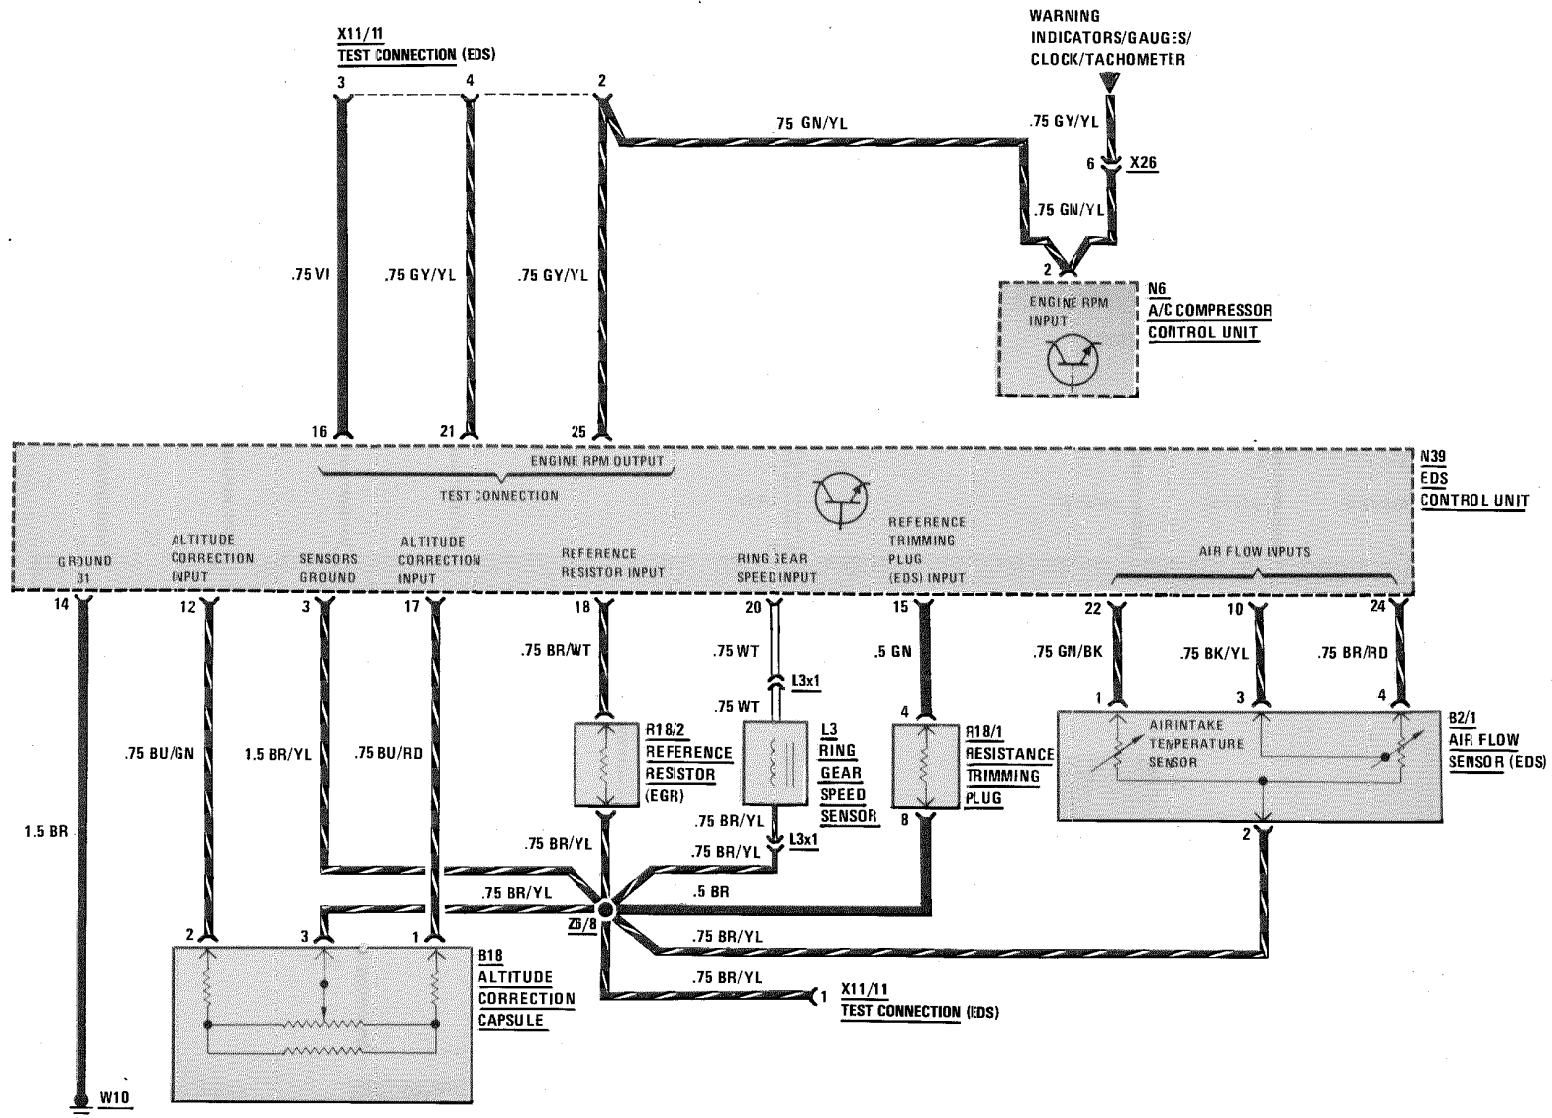 X11/11
TEST CONNECTION (EDS)
3
4
2
WARNING
INDICATORS/GAUGES/
CLOCK/TACHOMETER
75 GN/YL
.75 GY/YL
6
X26
.75 GN/YL
2
.75 VI
.75 GY/YL
.75 GY/YL
ENGINE RPM
INPUT
N6
A/C COMPRESSOR
CONTROL UNIT
16
21
25
ENGINE RPM OUTPUT
TEST CONNECTION
N39
EDS
CONTROL UNIT
GROUND
31
ALTITUDE
CORRECTION
INPUT
SENSORS
GROUND
ALTITUDE
CORRECTION
INPUT
REFERENCE
RESISTOR INPUT
RING GEAR
SPEED INPUT
REFERENCE
TRIMMING
PLUG
(EDS) INPUT
AIR FLOW INPUTS
14
12
3
17
18
20
15
22
10
24
.75 BR/WT
.75 WT
.5 GN
.75 GN/BK
.75 BK/YL
.75 BR/RD
L3x1
.75 WT
4
1
3
4
.75 BU/GN
1.5 BR/YL
.75 BU/RD
R18/2
REFERENCE
RESISTOR
(EGR)
L3
RING
GEAR
SPEED
SENSOR
R18/1
RESISTANCE
TRIMMING
PLUG
AIR INTAKE
TEMPERATURE
SENSOR
B2/1
AIR FLOW
SENSOR (EDS)
1.5 BR
.75 BR/YL
.75 BR/YL
L3x1
8
2
.75 BR/YL
.75 BR/YL
.5 BR
Z6/8
.75 BR/YL
2
3
1
B18
ALTITUDE
CORRECTION
CAPSULE
.75 BR/YL
1
X11/11
TEST CONNECTION (EDS)
W10